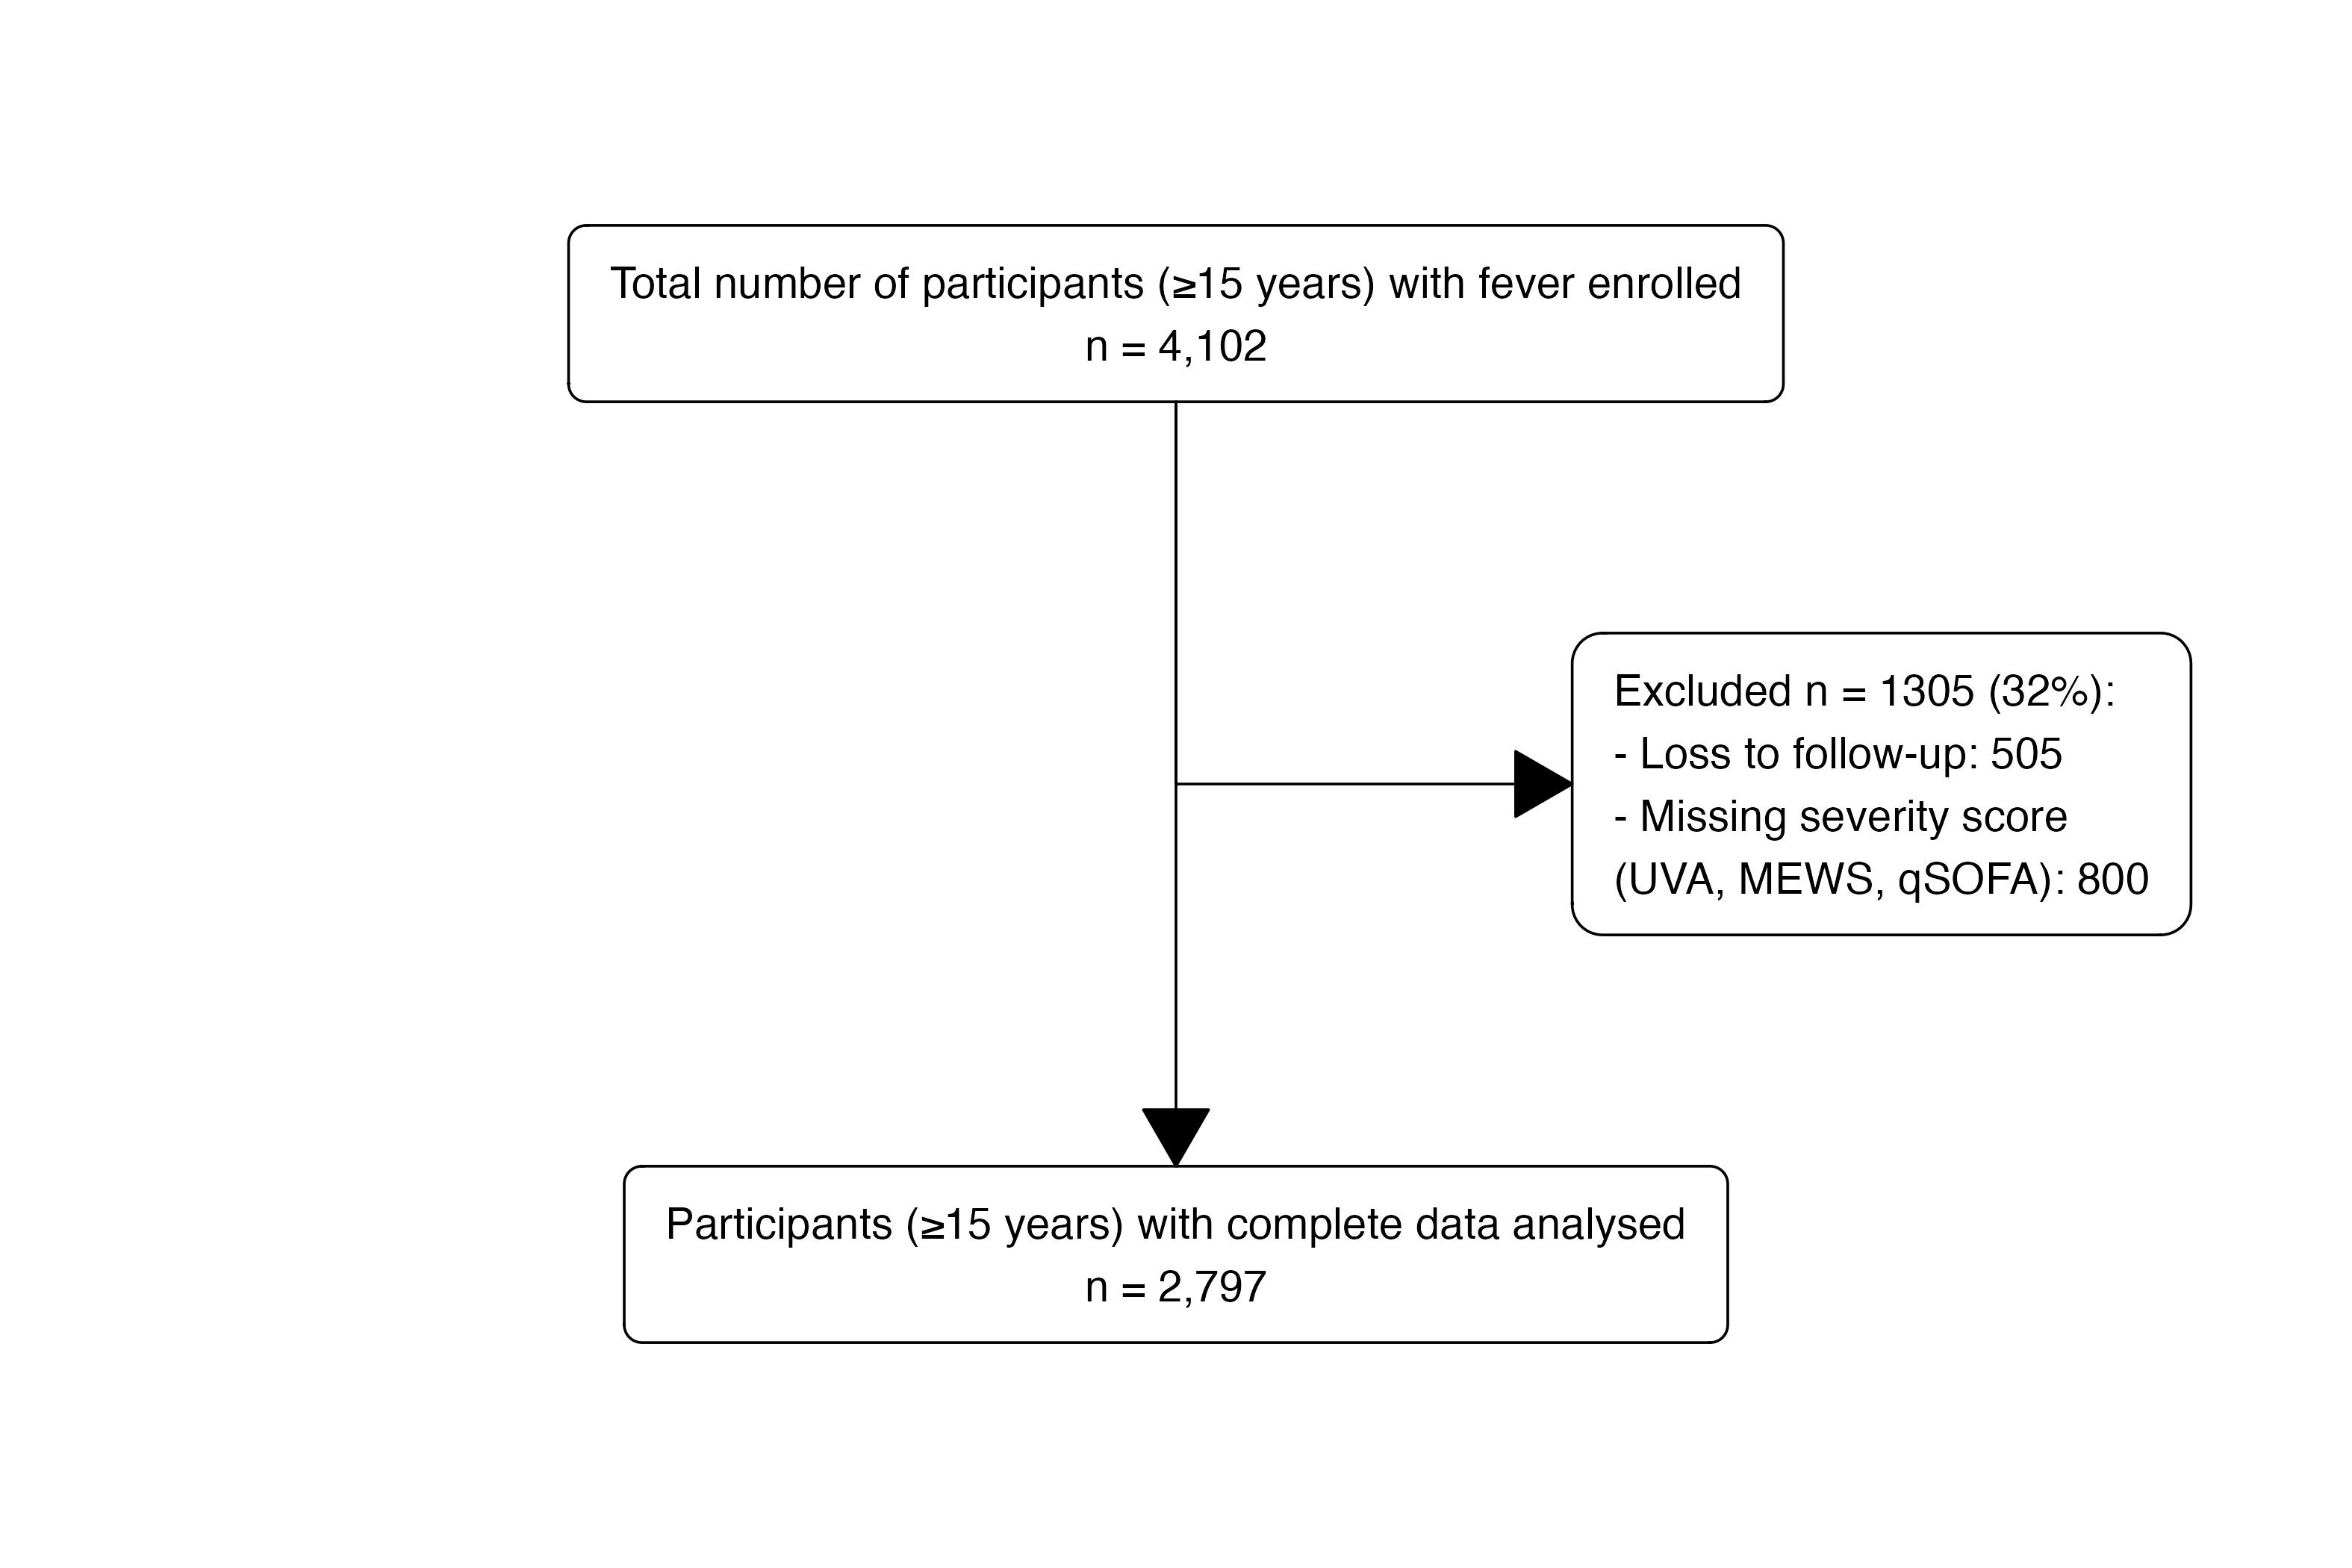 Total number of participants (≥15 years) with fever enrolled
n = 4,102
Excluded n = 1305 (32%):
- Loss to follow-up: 505
- Missing severity score
(UVA, MEWS, qSOFA): 800
Participants (≥15 years) with complete data analysed
n = 2,797